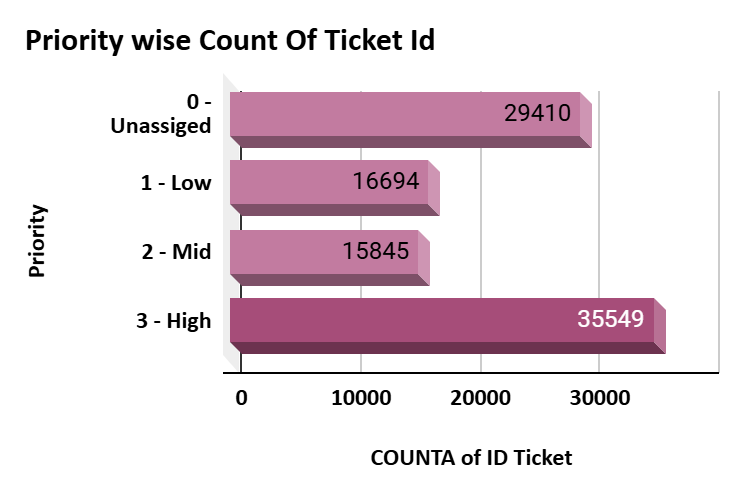 Priority wise Count Of Ticket Id
0 -
Unassiged
29410
1 - Low
16694
2 - Mid
15845
3 - High
35549
Priority
0
10000
20000
30000
COUNTA of ID Ticket